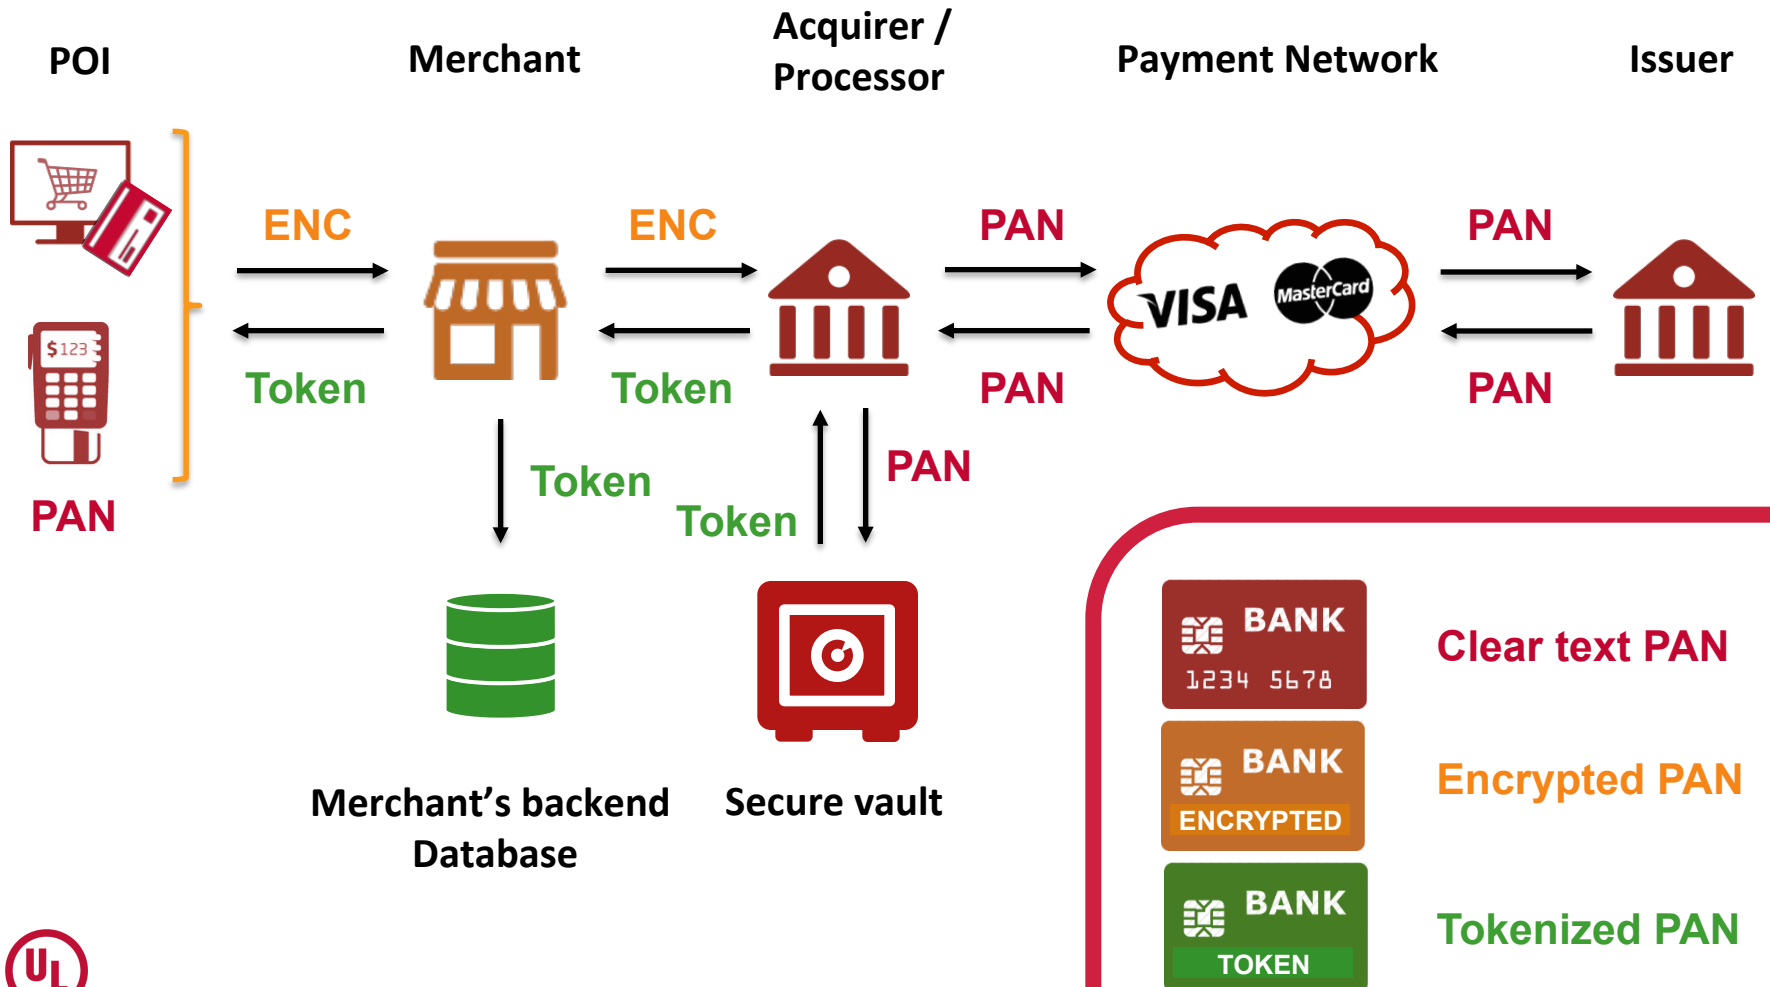 POI
Merchant
Acquirer /
Processor
Payment Network
Issuer
ENC
ENC
PAN
PAN
VISA
MasterCard
$123
Token
Token
PAN
PAN
PAN
Token
Token
PAN
Merchant's backend
Database
Secure vault
BANK
1234 5678
Clear text PAN
BANK
ENCRYPTED
Encrypted PAN
BANK
TOKEN
Tokenized PAN
UL